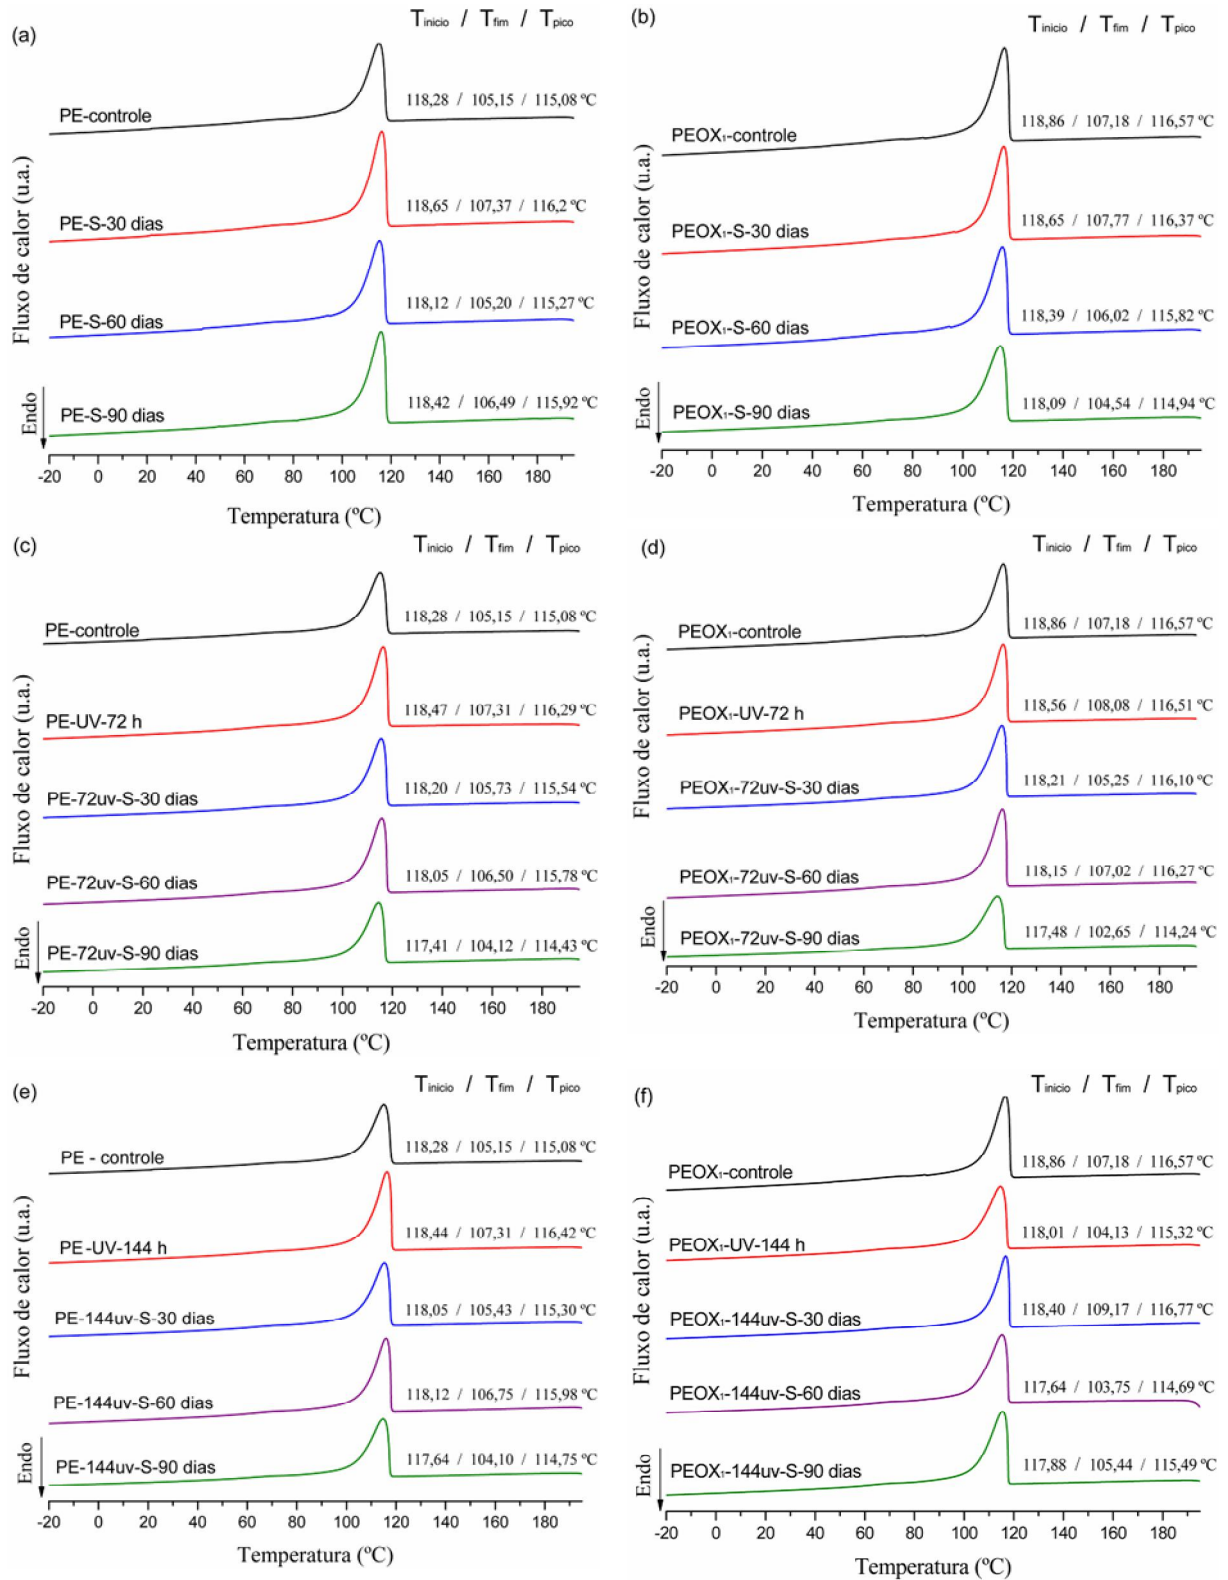 (a)
T inicio / T fim / T pico
PE-controle
118,28 / 105,15 / 115,08 ºC
PE-S-30 dias
118,65 / 107,37 / 116,2 ºC
PE-S-60 dias
118,12 / 105,20 / 115,27 ºC
PE-S-90 dias
118,42 / 106,49 / 115,92 ºC
Fluxo de calor (u.a.)
Endo
-20 0 20 40 60 80 100 120 140 160 180
Temperatura (ºC)
(b)
T inicio / T fim / T pico
PEOX₁-controle
118,86 / 107,18 / 116,57 ºC
PEOX₁-S-30 dias
118,65 / 107,77 / 116,37 ºC
PEOX₁-S-60 dias
118,39 / 106,02 / 115,82 ºC
PEOX₁-S-90 dias
118,09 / 104,54 / 114,94 ºC
Fluxo de calor (u.a.)
Endo
-20 0 20 40 60 80 100 120 140 160 180
Temperatura (ºC)
(c)
T inicio / T fim / T pico
PE-controle
118,28 / 105,15 / 115,08 ºC
PE-UV-72 h
118,47 / 107,31 / 116,29 ºC
PE-72uv-S-30 dias
118,20 / 105,73 / 115,54 ºC
PE-72uv-S-60 dias
118,05 / 106,50 / 115,78 ºC
PE-72uv-S-90 dias
117,41 / 104,12 / 114,43 ºC
Fluxo de calor (u.a.)
Endo
-20 0 20 40 60 80 100 120 140 160 180
Temperatura (ºC)
(d)
T inicio / T fim / T pico
PEOX₁-controle
118,86 / 107,18 / 116,57 ºC
PEOX₁-UV-72 h
118,56 / 108,08 / 116,51 ºC
PEOX₁-72uv-S-30 dias
118,21 / 105,25 / 116,10 ºC
PEOX₁-72uv-S-60 dias
118,15 / 107,02 / 116,27 ºC
PEOX₁-72uv-S-90 dias
117,48 / 102,65 / 114,24 ºC
Fluxo de calor (u.a.)
Endo
-20 0 20 40 60 80 100 120 140 160 180
Temperatura (ºC)
(e)
T inicio / T fim / T pico
PE - controle
118,28 / 105,15 / 115,08 ºC
PE-UV-144 h
118,44 / 107,31 / 116,42 ºC
PE-144uv-S-30 dias
118,05 / 105,43 / 115,30 ºC
PE-144uv-S-60 dias
118,12 / 106,75 / 115,98 ºC
PE-144uv-S-90 dias
117,64 / 104,10 / 114,75 ºC
Fluxo de calor (u.a.)
Endo
-20 0 20 40 60 80 100 120 140 160 180
Temperatura (ºC)
(f)
T inicio / T fim / T pico
PEOX₁-controle
118,86 / 107,18 / 116,57 ºC
PEOX₁-UV-144 h
118,01 / 104,13 / 115,32 ºC
PEOX₁-144uv-S-30 dias
118,40 / 109,17 / 116,77 ºC
PEOX₁-144uv-S-60 dias
117,64 / 103,75 / 114,69 ºC
PEOX₁-144uv-S-90 dias
117,88 / 105,44 / 115,49 ºC
Fluxo de calor (u.a.)
Endo
-20 0 20 40 60 80 100 120 140 160 180
Temperatura (ºC)